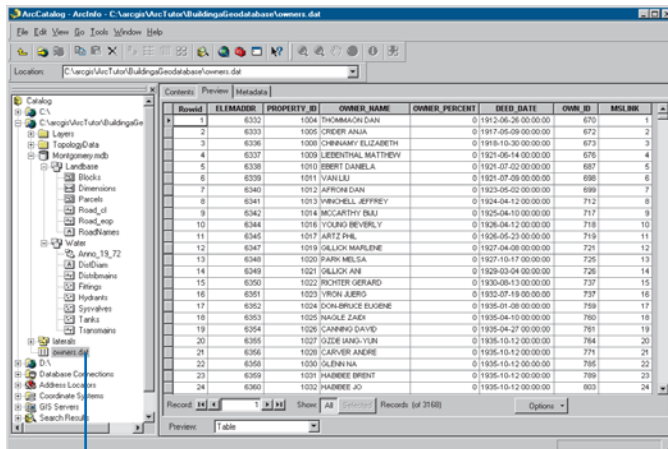 ArcCatalog - ArcInfo - C:\arcgis\ArcTutor\BuildingaGeodatabase\owners.dat
File Edit View Go Tools Window Help
Location: C:\arcgis\ArcTutor\BuildingaGeodatabase\owners.dat
Contents Preview Metadata
Catalog
C:\
C:\arcgis\ArcTutor\BuildingaGe
Layers
TopologyData
Montgomery.mdb
Landbase
Blocks
Dimensions
Parcels
Road_cl
Road_eop
RoadNames
Water
Anno_19_72
DistDiam
Distribmains
Fittings
Hydrants
Sysvalves
Tanks
Transmains
laterals
owners.dat
D:\
Database Connections
Address Locators
Coordinate Systems
GIS Servers
Search Results
Rowid ELEMADDR PROPERTY_ID OWNER_NAME OWNER_PERCENT DEED_DATE OWN_ID MSLINK
1 6332 1004 THOMMAON DAN 0 1912-06-26 00:00:00 670 1
2 6333 1005 CRIDER ANJA 0 1917-05-09 00:00:00 672 2
3 6336 1008 CHINNAMY ELIZABETH 0 1918-10-30 00:00:00 673 3
4 6337 1009 LIEBENTHAL MATTHEW 0 1921-06-14 00:00:00 676 4
5 6338 1010 EBERT DANIELA 0 1921-07-02 00:00:00 687 5
6 6339 1011 VAN LIU 0 1921-07-09 00:00:00 698 6
7 6340 1012 AFRONI DAN 0 1923-05-02 00:00:00 699 7
8 6341 1013 WINCHELL JEFFREY 0 1924-04-12 00:00:00 712 8
9 6342 1014 MCCARTHY BIJU 0 1925-04-10 00:00:00 717 9
10 6344 1016 YOUNG BEVERLY 0 1926-04-12 00:00:00 718 10
11 6345 1017 ARTZ PHIL 0 1926-05-23 00:00:00 719 11
12 6347 1019 GILLICK MARLENE 0 1927-04-08 00:00:00 721 12
13 6348 1020 PARK MELSA 0 1927-10-17 00:00:00 725 13
14 6349 1021 GILLICK ANI 0 1929-03-04 00:00:00 726 14
15 6350 1022 RICHTER GERARD 0 1930-08-13 00:00:00 737 15
16 6351 1023 YRON JUERG 0 1932-07-19 00:00:00 737 16
17 6352 1024 DON-BRUCE EUGENE 0 1935-01-08 00:00:00 759 17
18 6353 1025 NAGLE ZAIDI 0 1935-04-10 00:00:00 760 18
19 6354 1026 CANNING DAVID 0 1935-04-27 00:00:00 761 19
20 6355 1027 OZDE IANG-YUN 0 1935-10-12 00:00:00 764 20
21 6356 1028 CARVER ANDRE 0 1935-10-12 00:00:00 771 21
22 6358 1030 GLENN NA 0 1935-10-12 00:00:00 785 22
23 6359 1031 HABIBEE BRENT 0 1935-10-12 00:00:00 789 23
24 6360 1032 HABIBEE JO 0 1935-10-12 00:00:00 803 24
Record: 1 Show: All Selected Records (of 3168) Options
Preview: Table